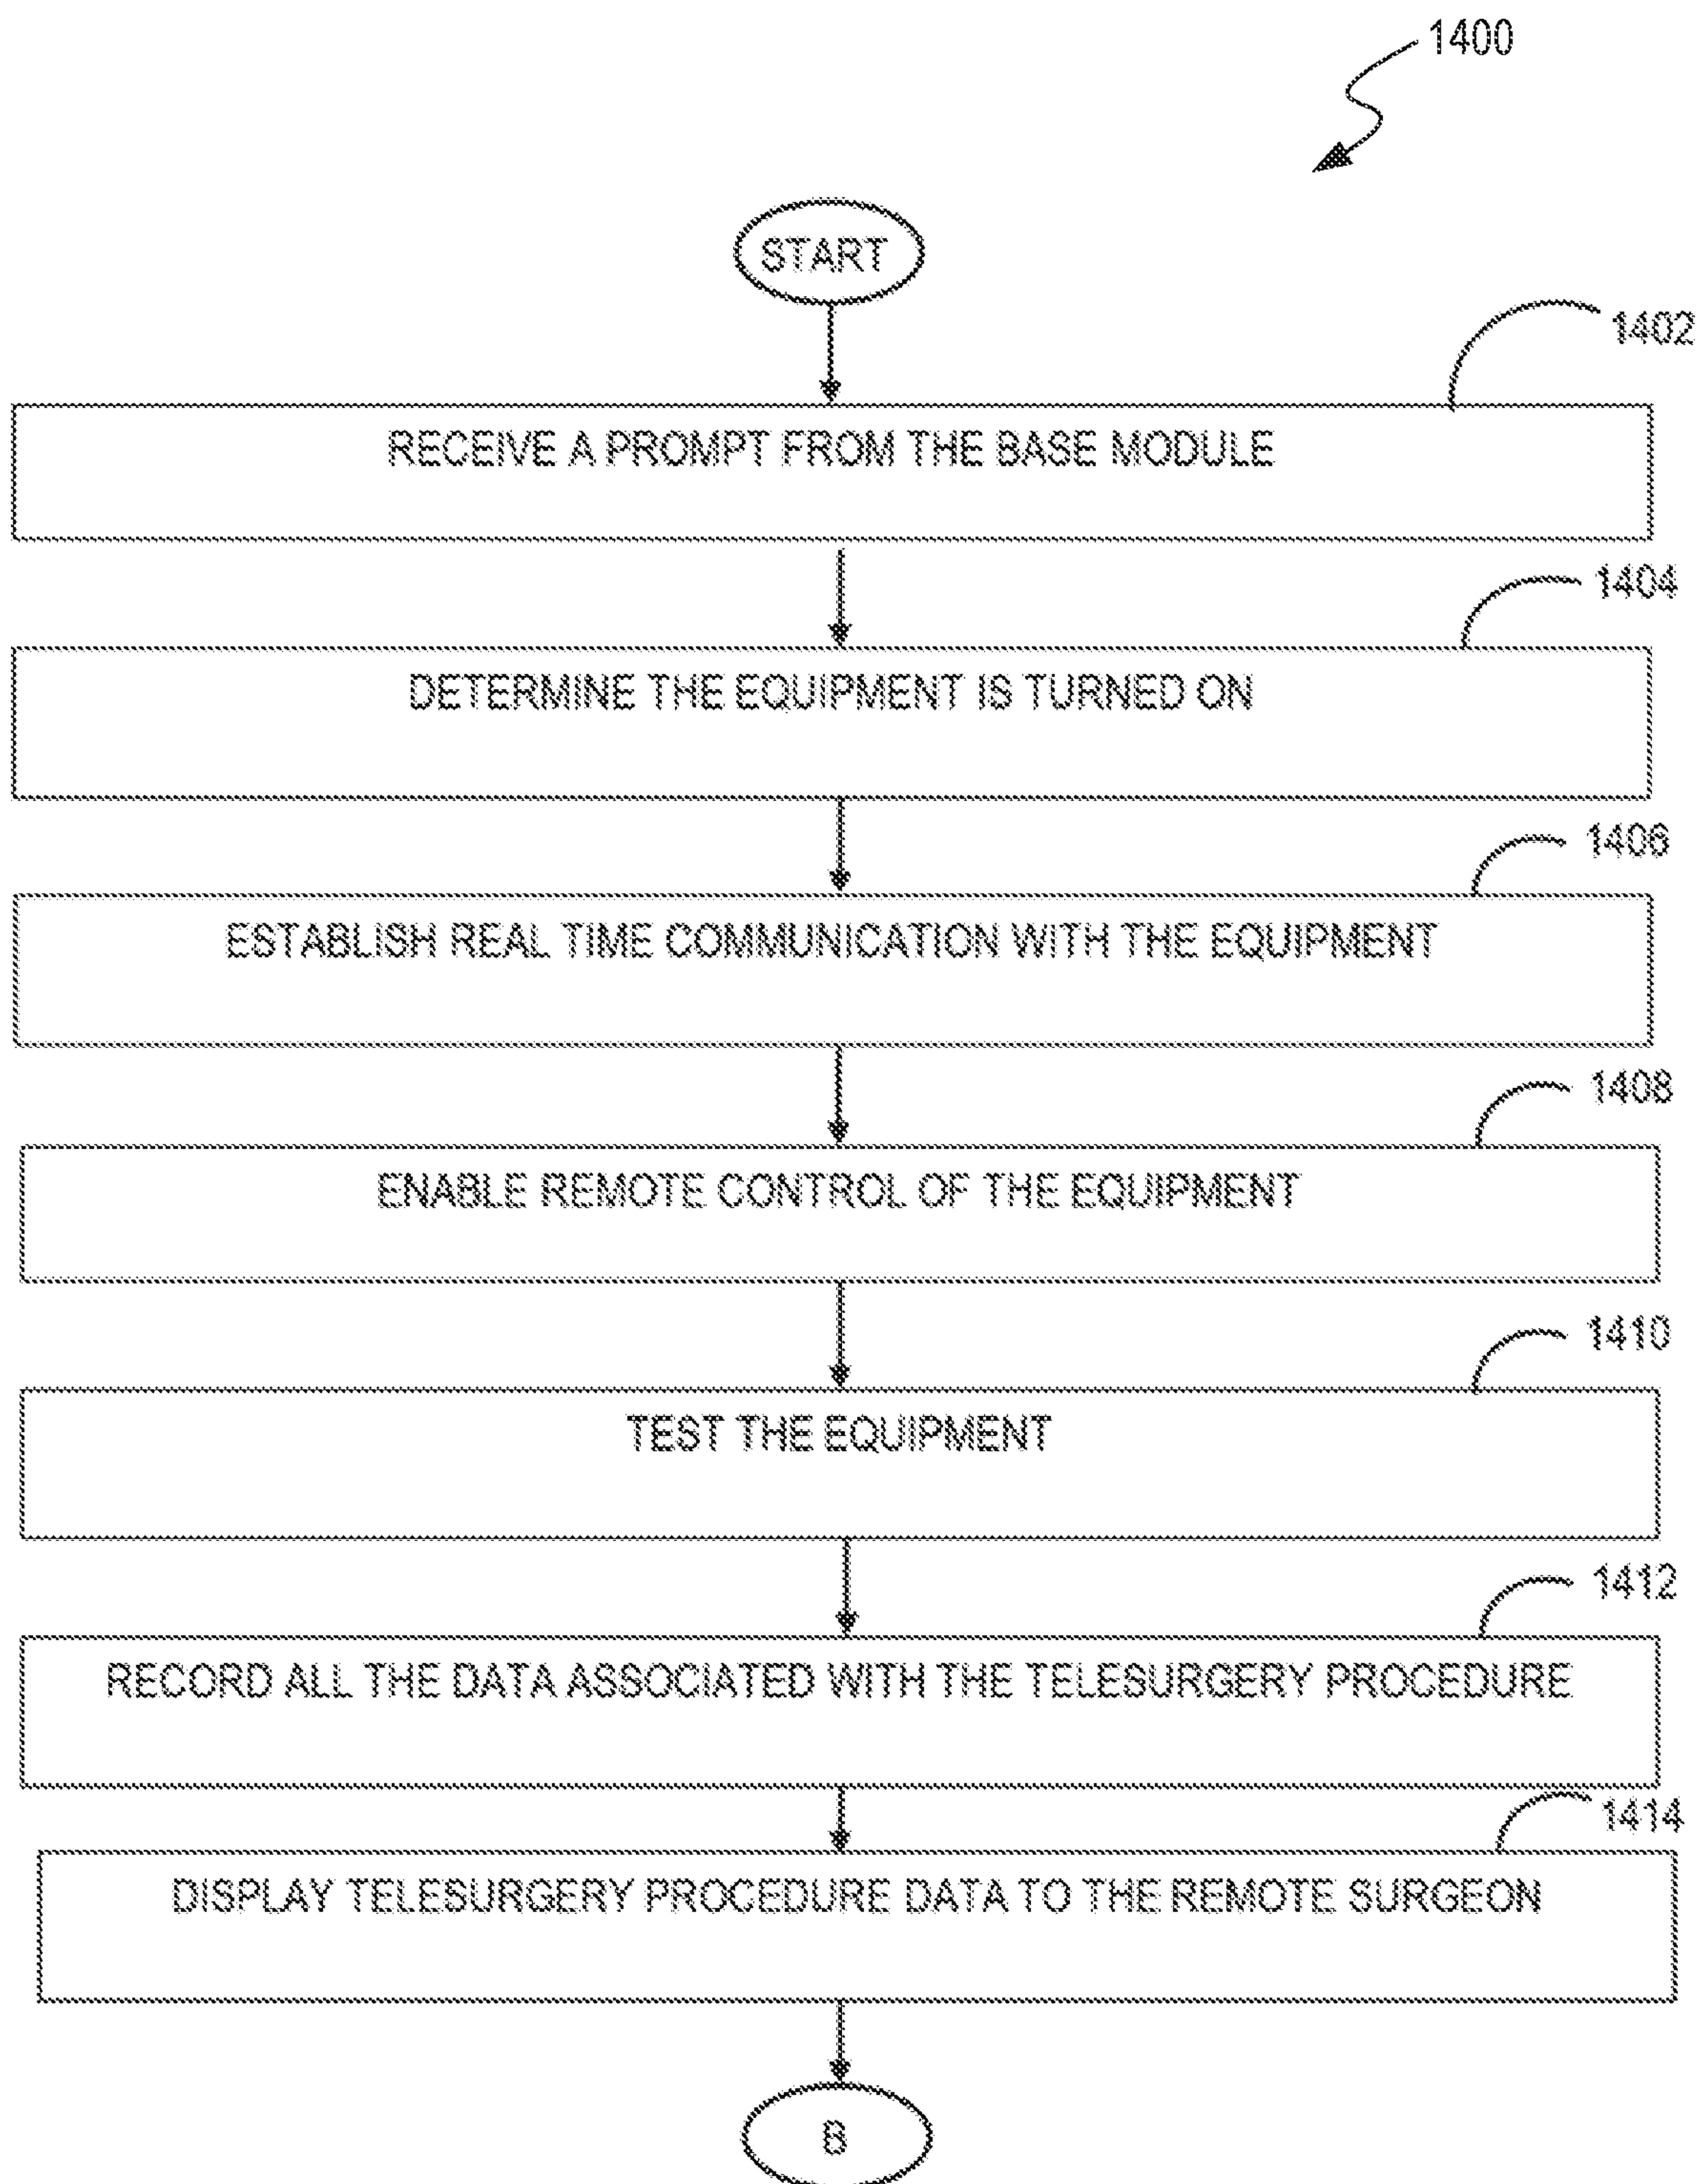 1400
START
1402
RECEIVE A PROMPT FROM THE BASE MODULE
1404
DETERMINE THE EQUIPMENT IS TURNED ON
1406
ESTABLISH REAL TIME COMMUNICATION WITH THE EQUIPMENT
1408
ENABLE REMOTE CONTROL OF THE EQUIPMENT
1410
TEST THE EQUIPMENT
1412
RECORD ALL THE DATA ASSOCIATED WITH THE TELESURGERY PROCEDURE
1414
DISPLAY TELESURGERY PROCEDURE DATA TO THE REMOTE SURGEON
B